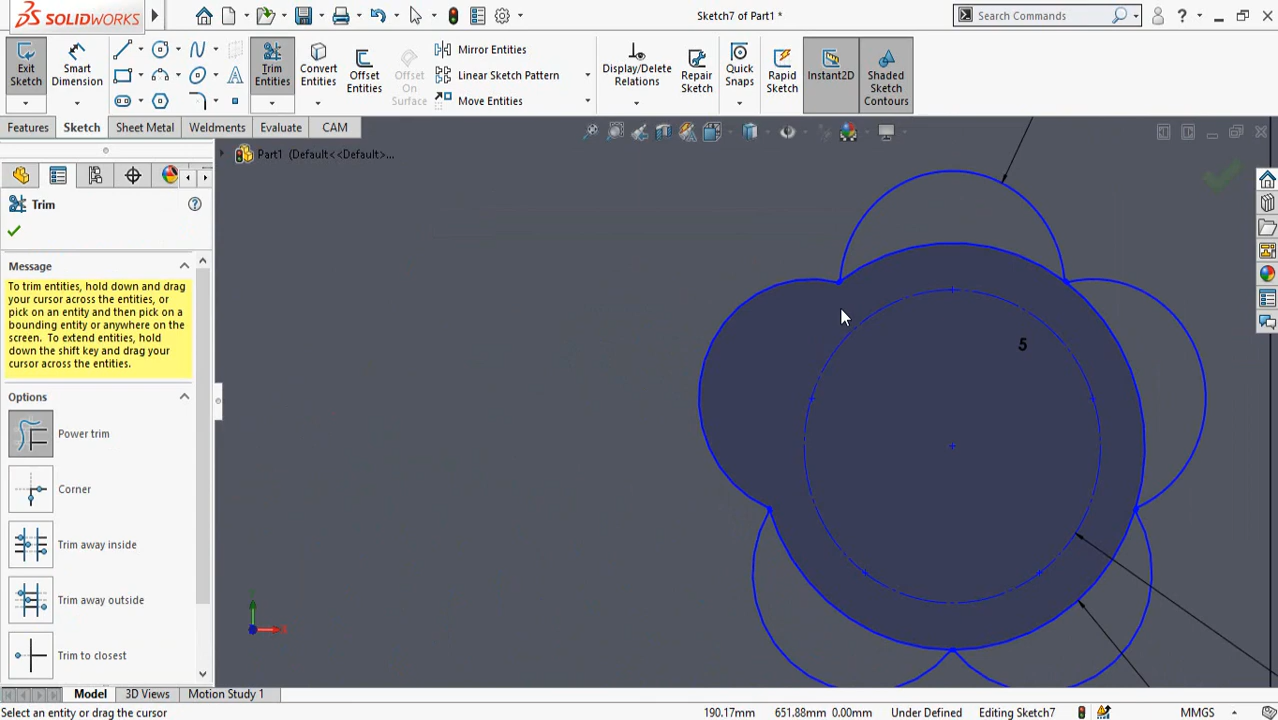 SOLIDWORKS
Sketch7 of Part1 *
Search Commands
?
Exit Sketch
Smart Dimension
Trim Entities
Convert Entities
Offset Entities
Offset On Surface
Mirror Entities
Linear Sketch Pattern
Move Entities
Display/Delete Relations
Repair Sketch
Quick Snaps
Rapid Sketch
Instant2D
Shaded Sketch Contours
Features
Sketch
Sheet Metal
Weldments
Evaluate
CAM
Part1 (Default<<Default>...
Trim
?
Message
To trim entities, hold down and drag
your cursor across the entities, or
pick on an entity and then pick on a
bounding entity or anywhere on the
screen. To extend entities, hold
down the shift key and drag your
cursor across the entities.
Options
Power trim
Corner
Trim away inside
Trim away outside
Trim to closest
5
Model
3D Views
Motion Study 1
Select an entity or drag the cursor
190.17mm
651.88mm 0.00mm
Under Defined
Editing Sketch7
MMGS